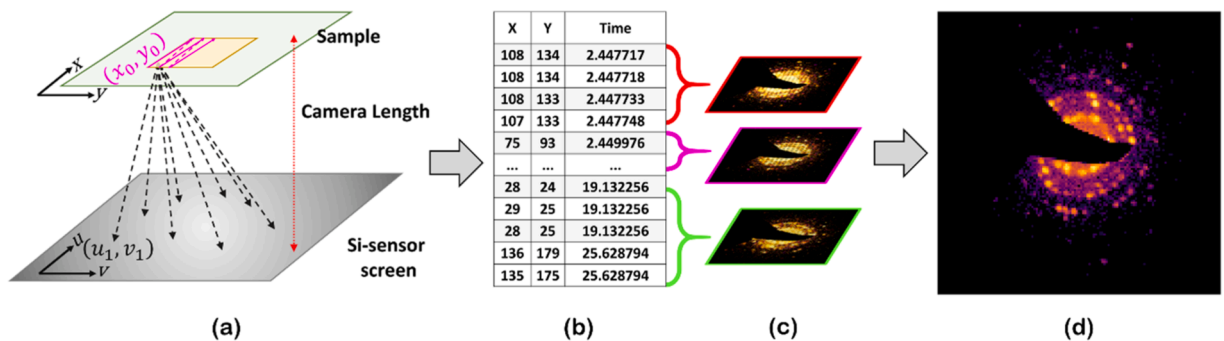 Sample
(x₀, y₀)
x
y
Camera Length
u
(u₁, v₁)
v
Si-sensor
screen
(a)
X Y Time
108 134 2.447717
108 134 2.447718
108 133 2.447733
107 133 2.447748
75 93 2.449976
... ... ...
28 24 19.132256
29 25 19.132256
28 25 19.132256
136 179 25.628794
135 175 25.628794
(b)
(c)
(d)